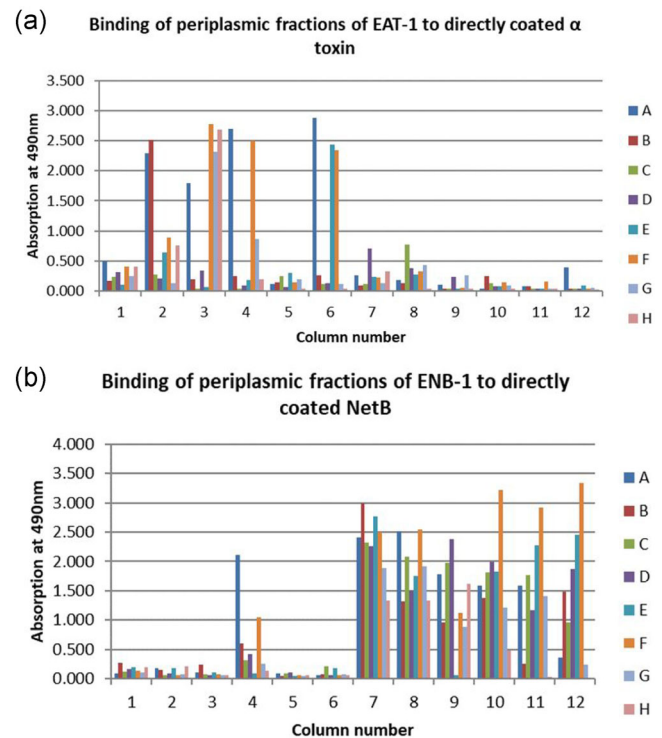 (a)
Binding of periplasmic fractions of EAT-1 to directly coated α
toxin
3.500
3.000
2.500
2.000
1.500
1.000
0.500
0.000
Absorption at 490nm
1 2 3 4 5 6 7 8 9 10 11 12
Column number
A
B
C
D
E
F
G
H
(b)
Binding of periplasmic fractions of ENB-1 to directly
coated NetB
4.000
3.500
3.000
2.500
2.000
1.500
1.000
0.500
0.000
Absorption at 490nm
1 2 3 4 5 6 7 8 9 10 11 12
Column number
A
B
C
D
E
F
G
H